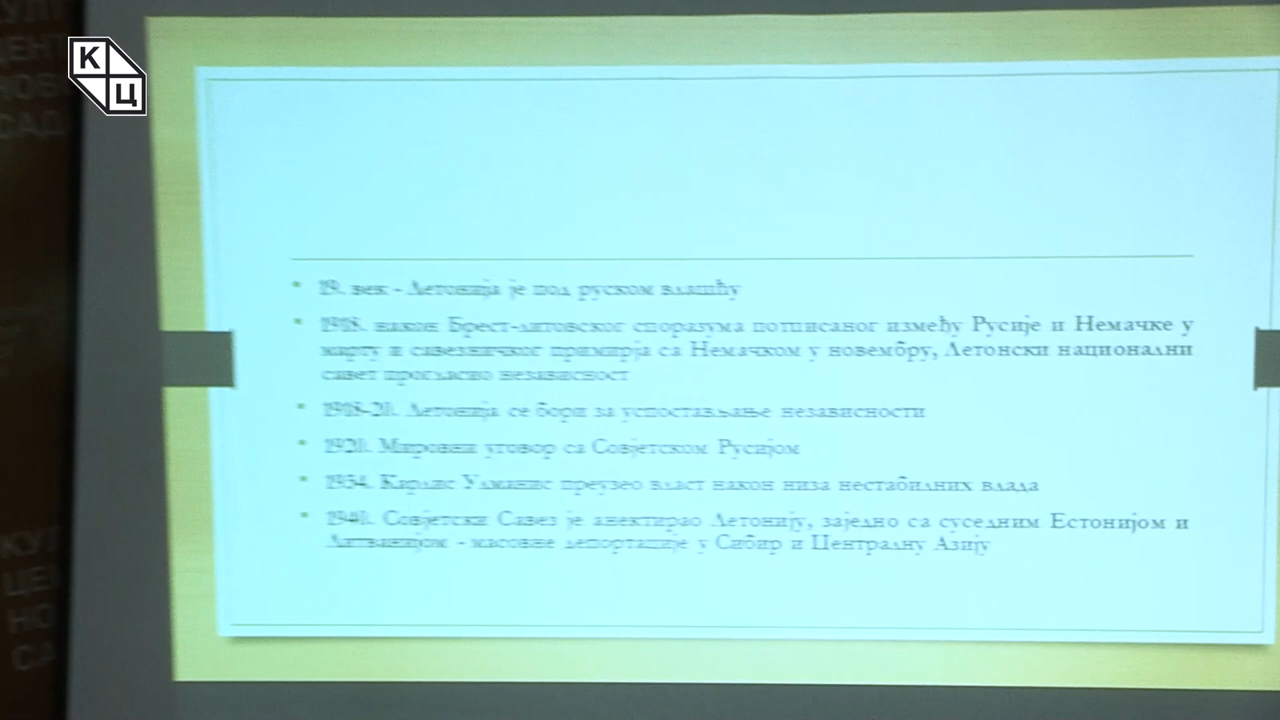 К
Ц
19. век - Летонија је под руском влашћу
1918. након Брест-литовског споразума потписаног између Русије и Немачке у
марту и савезничког примирја са Немачком у новембру, Летонски национални
савет прогласио независност
1918-20. Летонија се бори за успостављање независности
1920. Мировни уговор са Совјетском Русијом
1934. Карлис Улманис преузео власт након низа нестабилних влада
1940. Совјетски Савез је анектирао Летонију, заједно са суседним Естонијом и
Литванијом - масовне депортације у Сибир и Централну Азију